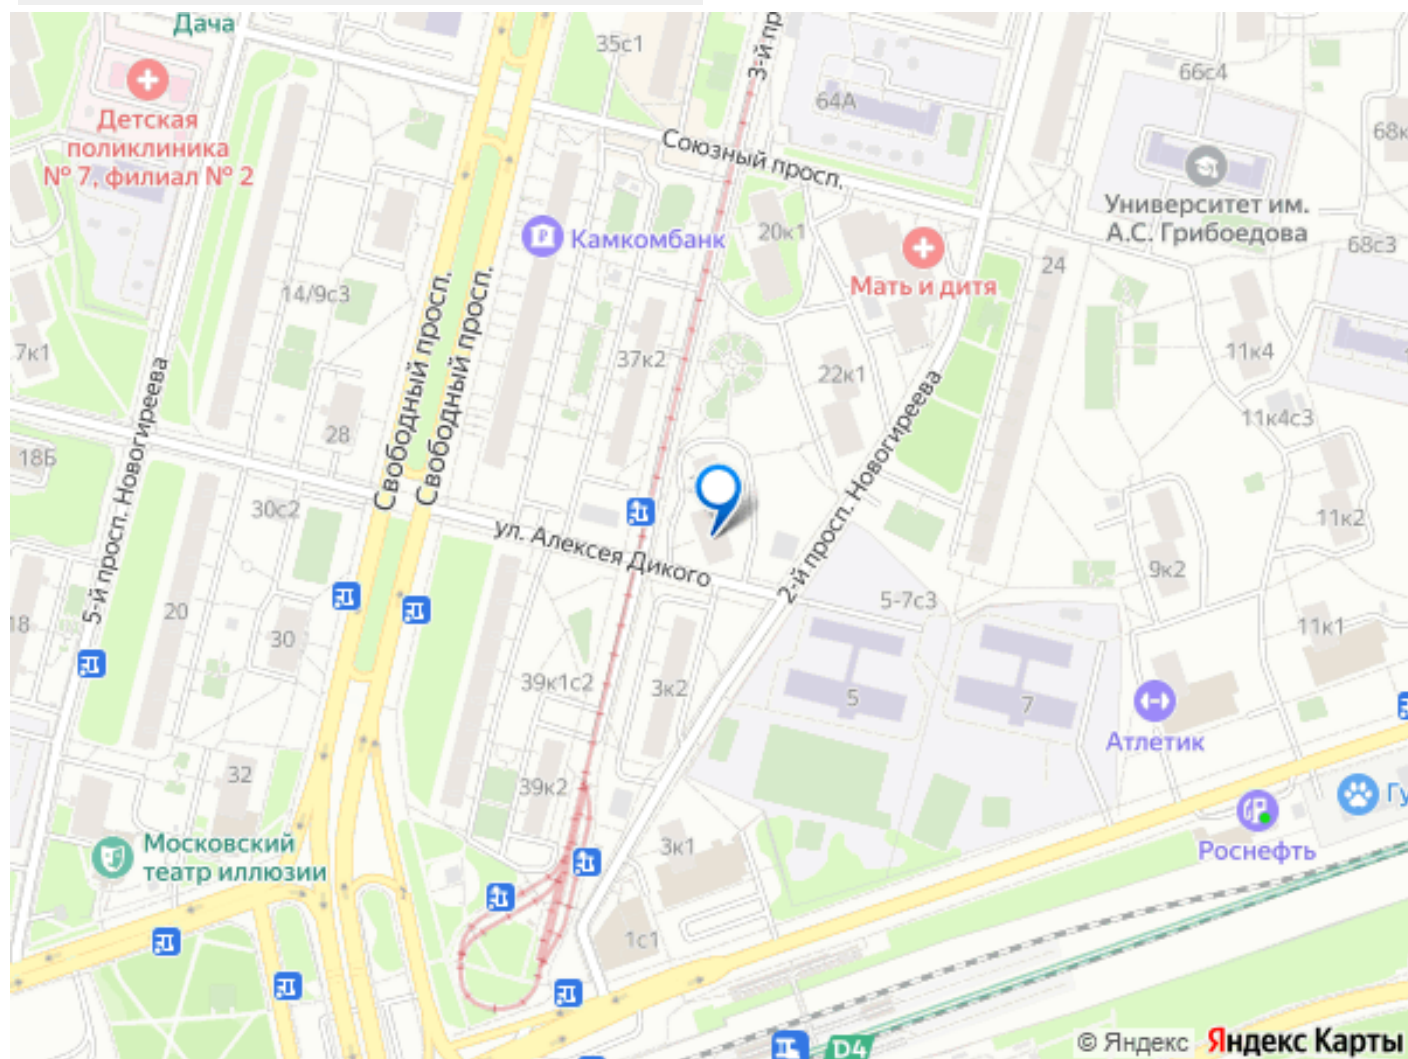 Дача
35с1
3-й пр
66с4
64А
68к
Детская
поликлиника
№ 7, филиал № 2
Союзный просп.
Университет им.
А.С. Грибоедова
20к1
68с3
Камкомбанк
24
Мать и дитя
14/9с3
Свободный просп.
Свободный просп.
7к1
37к2
22к1
11к4
5-й просп. Новогиреева
2-й просп. Новогиреева
11к4с3
28
18Б
30с2
11к2
ул. Алексея Дикого
9к2
5-7с3
18
20
30
11к1
39к1с2
3к2
5
7
Атлетик
32
39к2
Гу
Московский
театр иллюзии
3к1
Роснефть
1с1
D4
© Яндекс Яндекс Карты